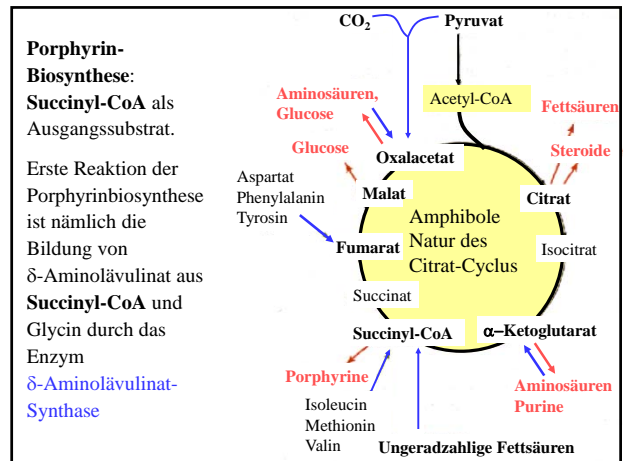 Porphyrin-
Biosynthese:
Succinyl-CoA als
Ausgangssubstrat.
Erste Reaktion der
Porphyrinbiosynthese
ist nämlich die
Bildung von
δ-Aminolävulinat aus
Succinyl-CoA und
Glycin durch das
Enzym
δ-Aminolävulinat-
Synthase
CO2
Pyruvat
Acetyl-CoA
Aminosäuren,
Glucose
Fettsäuren
Steroide
Glucose
Oxalacetat
Malat
Citrat
Aspartat
Phenylalanin
Tyrosin
Amphibole
Natur des
Citrat-Cyclus
Fumarat
Isocitrat
Succinat
Succinyl-CoA
α–Ketoglutarat
Porphyrine
Aminosäuren
Purine
Isoleucin
Methionin
Valin
Ungeradzahlige Fettsäuren